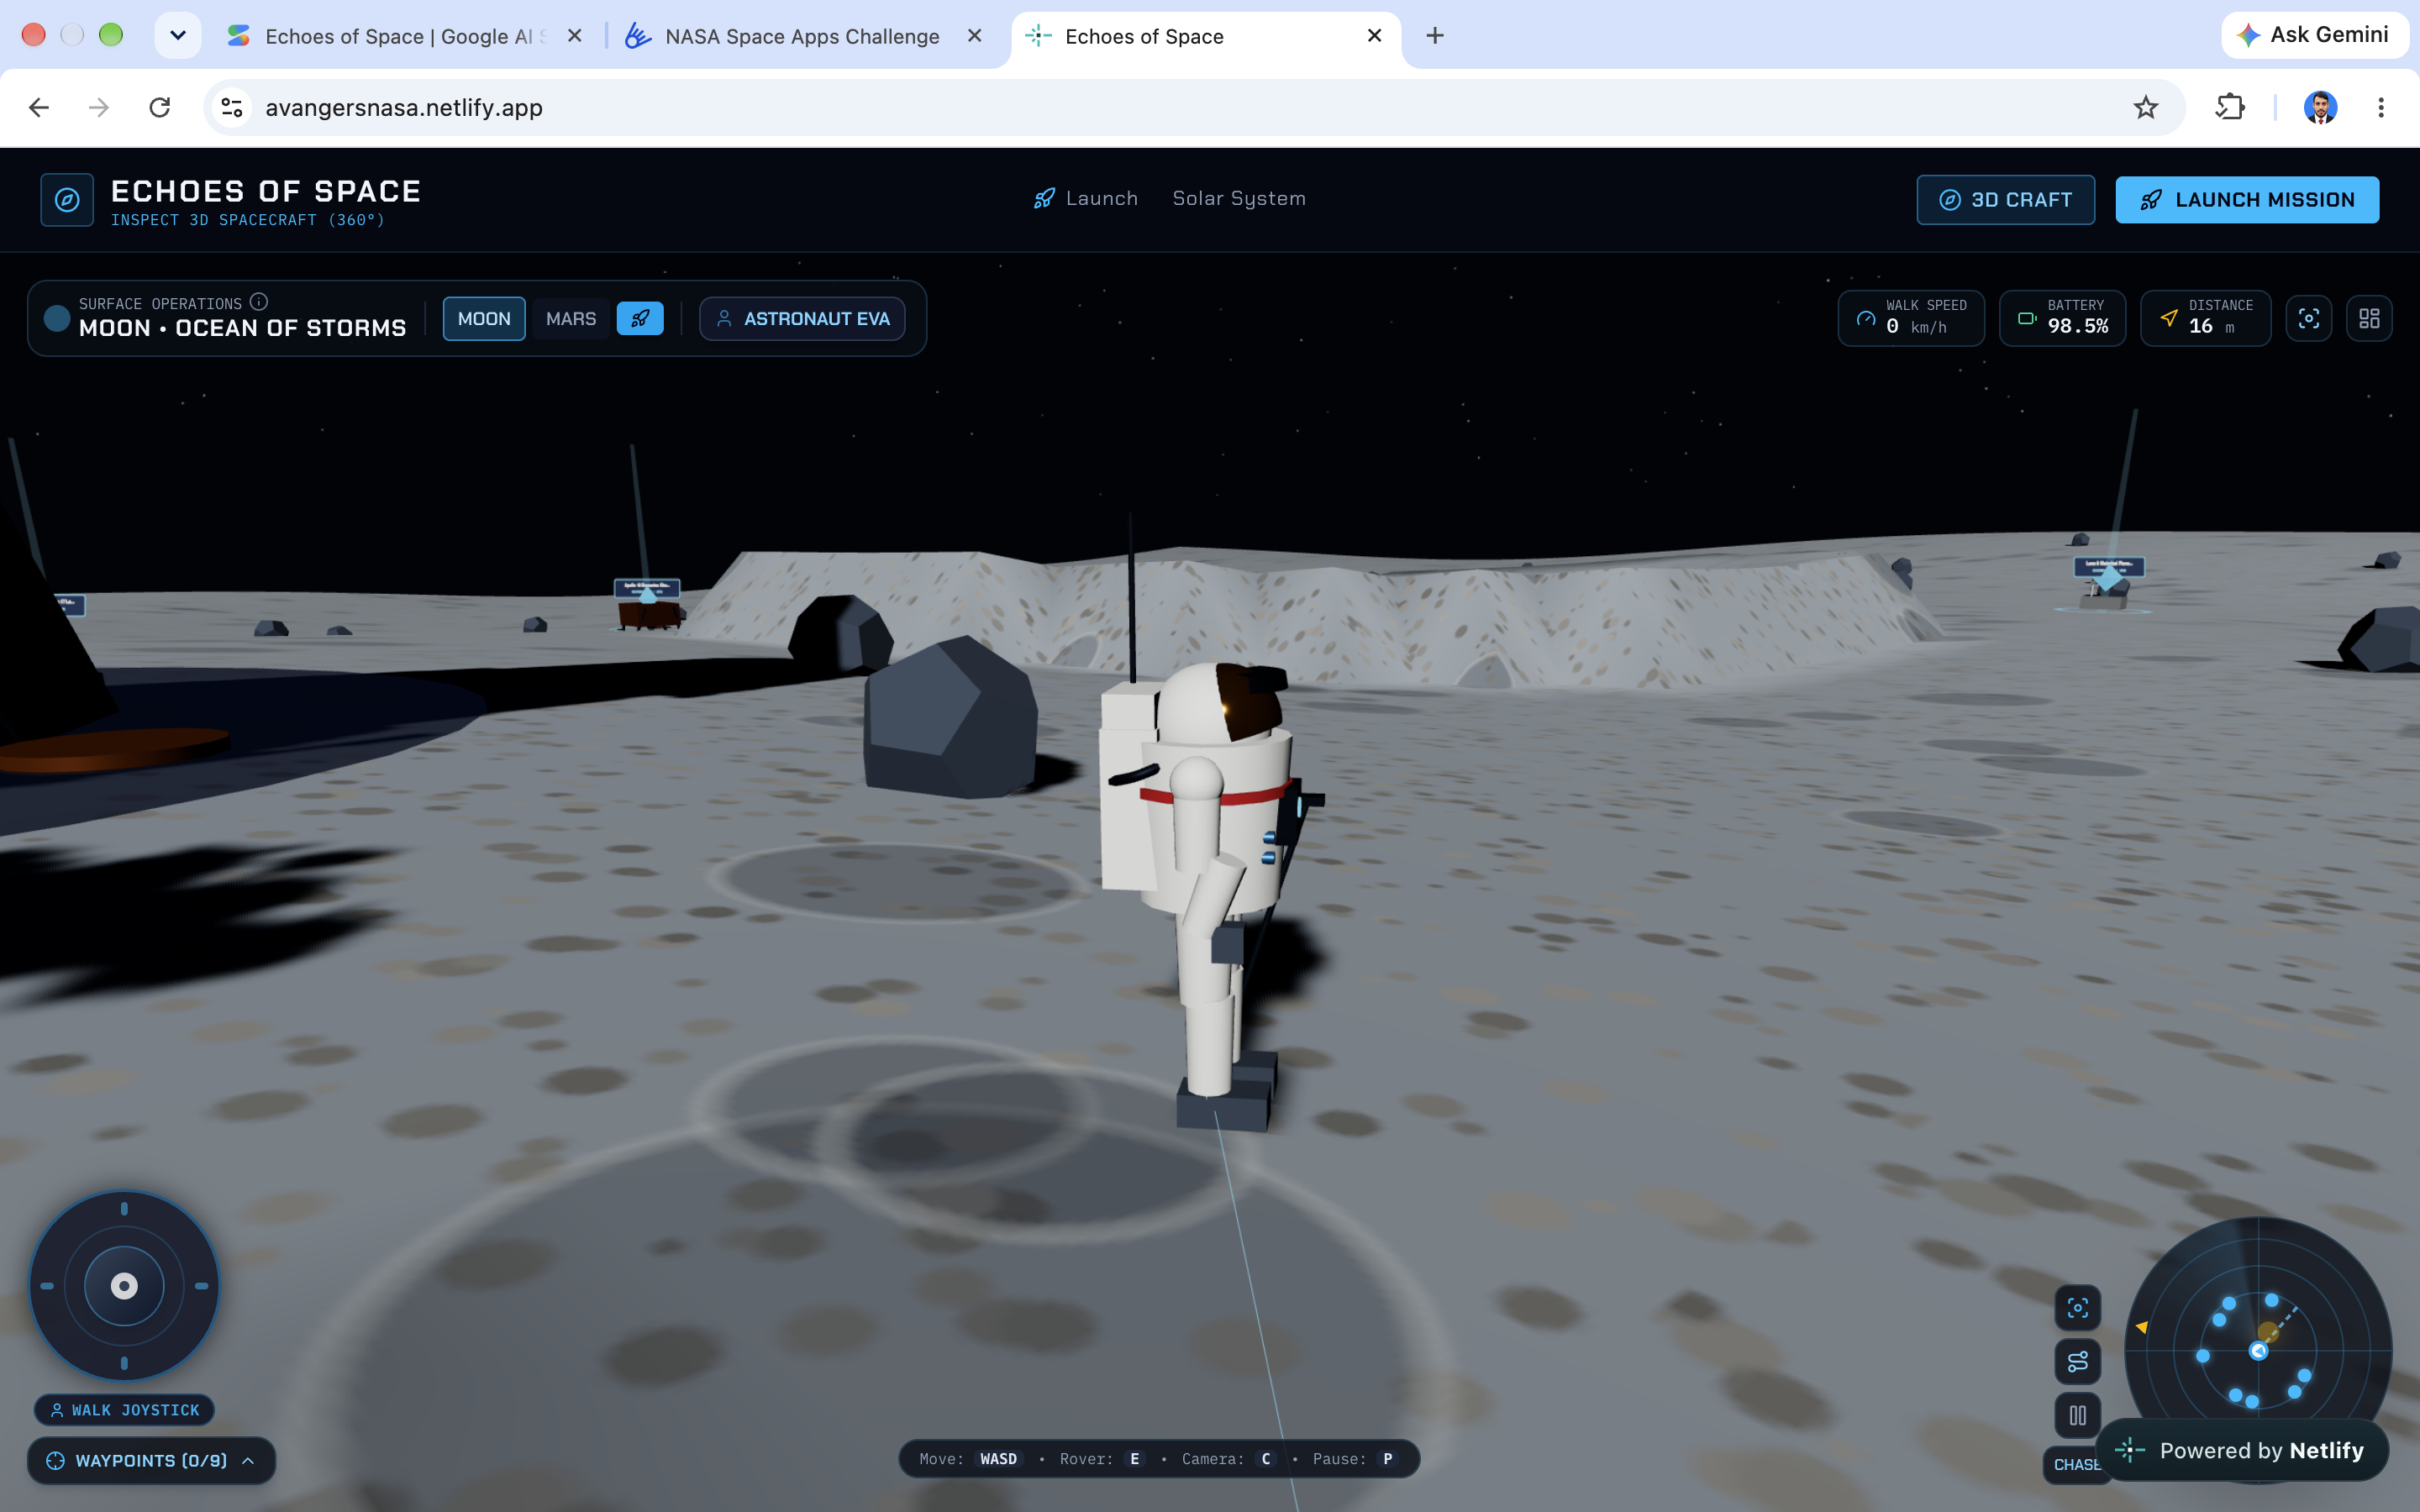 Echoes of Space | Google AI S
NASA Space Apps Challenge
Echoes of Space
Ask Gemini
avangersnasa.netlify.app
ECHOES OF SPACE
INSPECT 3D SPACECRAFT (360°)
Launch
Solar System
3D CRAFT
LAUNCH MISSION
SURFACE OPERATIONS
MOON • OCEAN OF STORMS
MOON
MARS
ASTRONAUT EVA
WALK SPEED
0 km/h
BATTERY
98.5%
DISTANCE
16 m
WALK JOYSTICK
WAYPOINTS (0/9)
Move: WASD • Rover: E • Camera: C • Pause: P
CHASE
Powered by Netlify